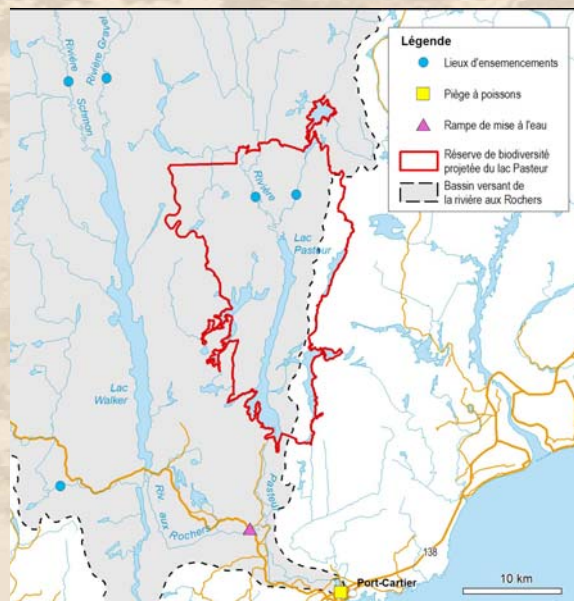 Légende
Lieux d'ensemencements
Piège à poissons
Rampe de mise à l'eau
Réserve de biodiversité
projetée du lac Pasteur
Bassin versant de
la rivière aux Rochers
Rivière
Schmon
Rivière Gravel
Rivière
Lac
Pasteur
Lac
Walker
Riv. aux
Rochers
Pasteur
138
Port-Cartier
10 km